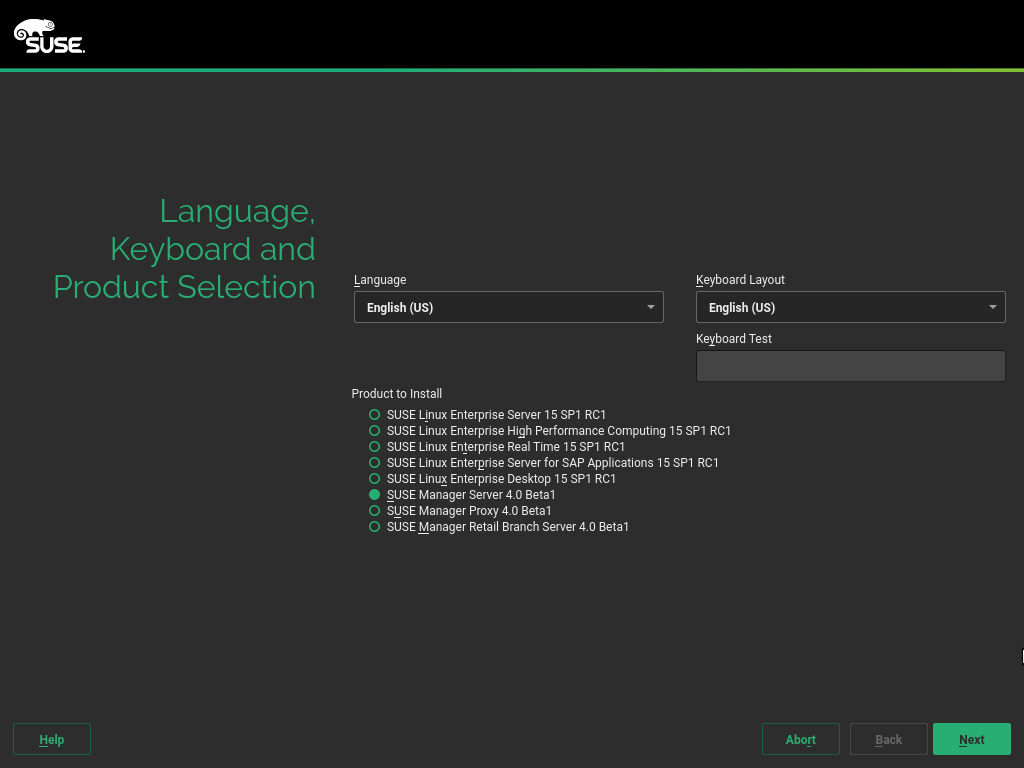 SUSE.
Language,
Keyboard and
Product Selection
Language
Keyboard Layout
English (US)
English (US)
Keyboard Test
Product to Install
SUSE Linux Enterprise Server 15 SP1 RC1
SUSE Linux Enterprise High Performance Computing 15 SP1 RC1
SUSE Linux Enterprise Real Time 15 SP1 RC1
SUSE Linux Enterprise Server for SAP Applications 15 SP1 RC1
SUSE Linux Enterprise Desktop 15 SP1 RC1
SUSE Manager Server 4.0 Beta1
SUSE Manager Proxy 4.0 Beta1
SUSE Manager Retail Branch Server 4.0 Beta1
Help
Abort
Back
Next